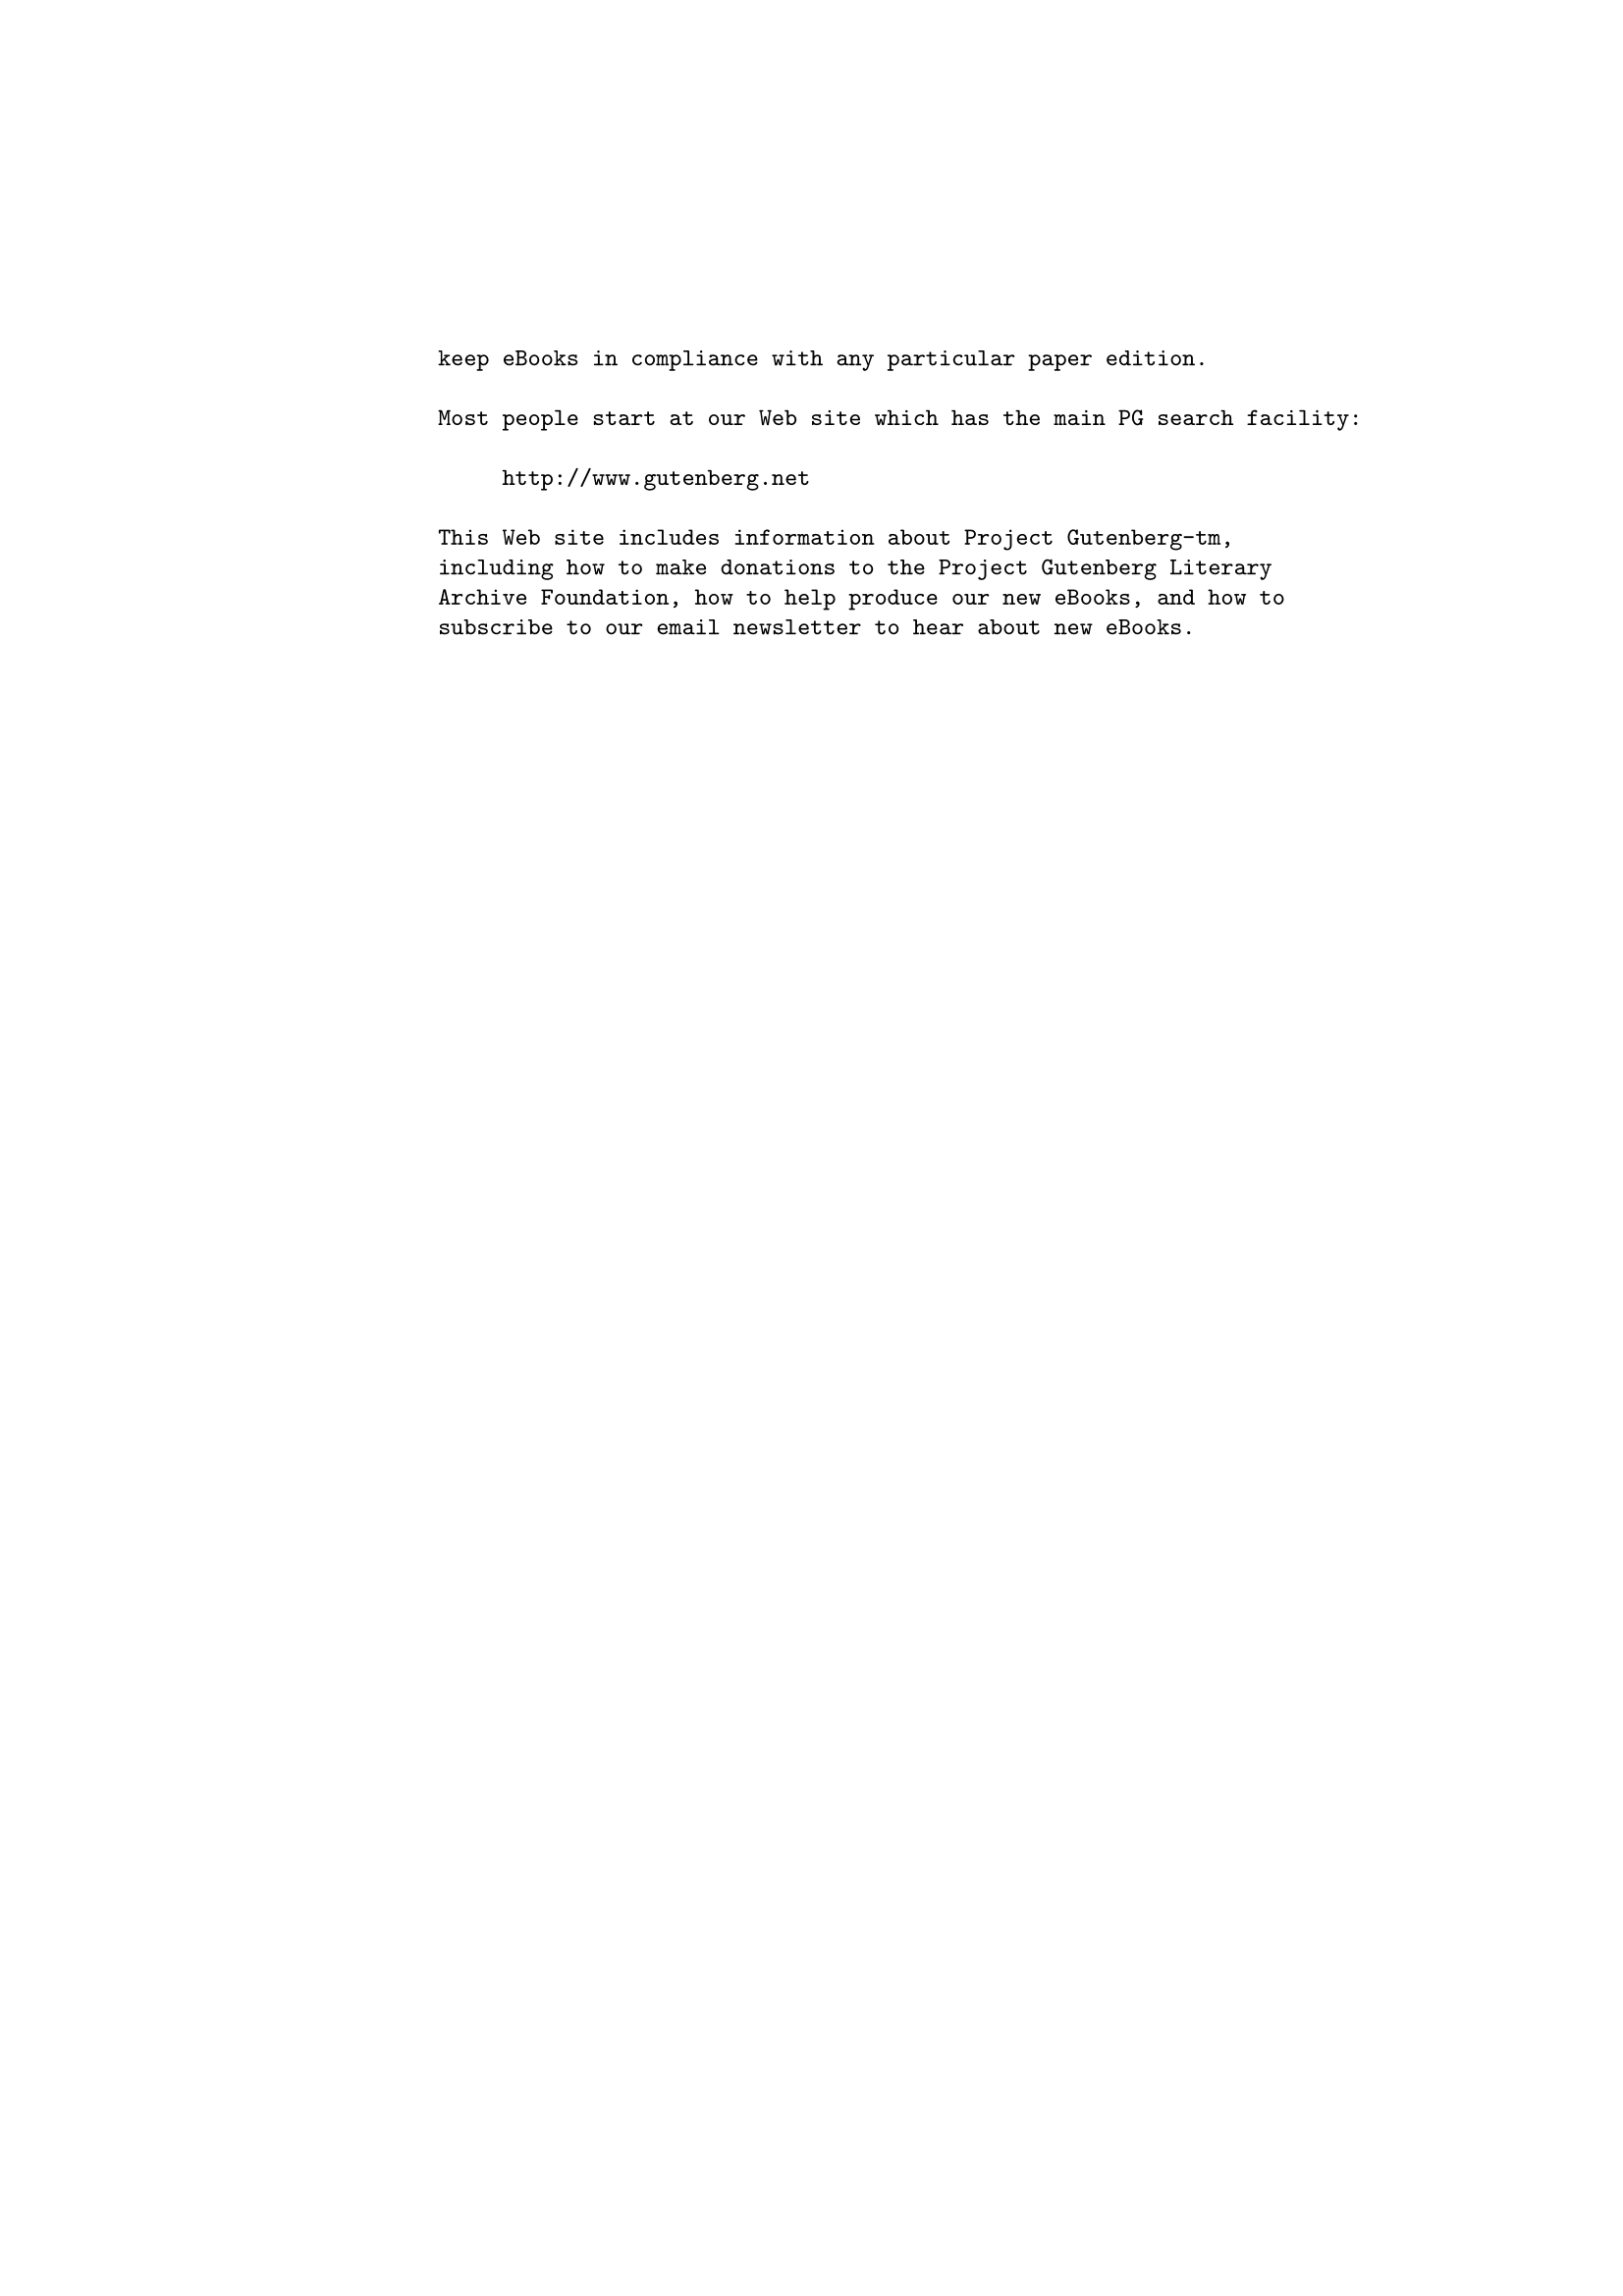 keep eBooks in compliance with any particular paper edition.
Most people start at our Web site which has the main PG search facility:
http://www.gutenberg.net
This Web site includes information about Project Gutenberg-tm,
including how to make donations to the Project Gutenberg Literary
Archive Foundation, how to help produce our new eBooks, and how to
subscribe to our email newsletter to hear about new eBooks.